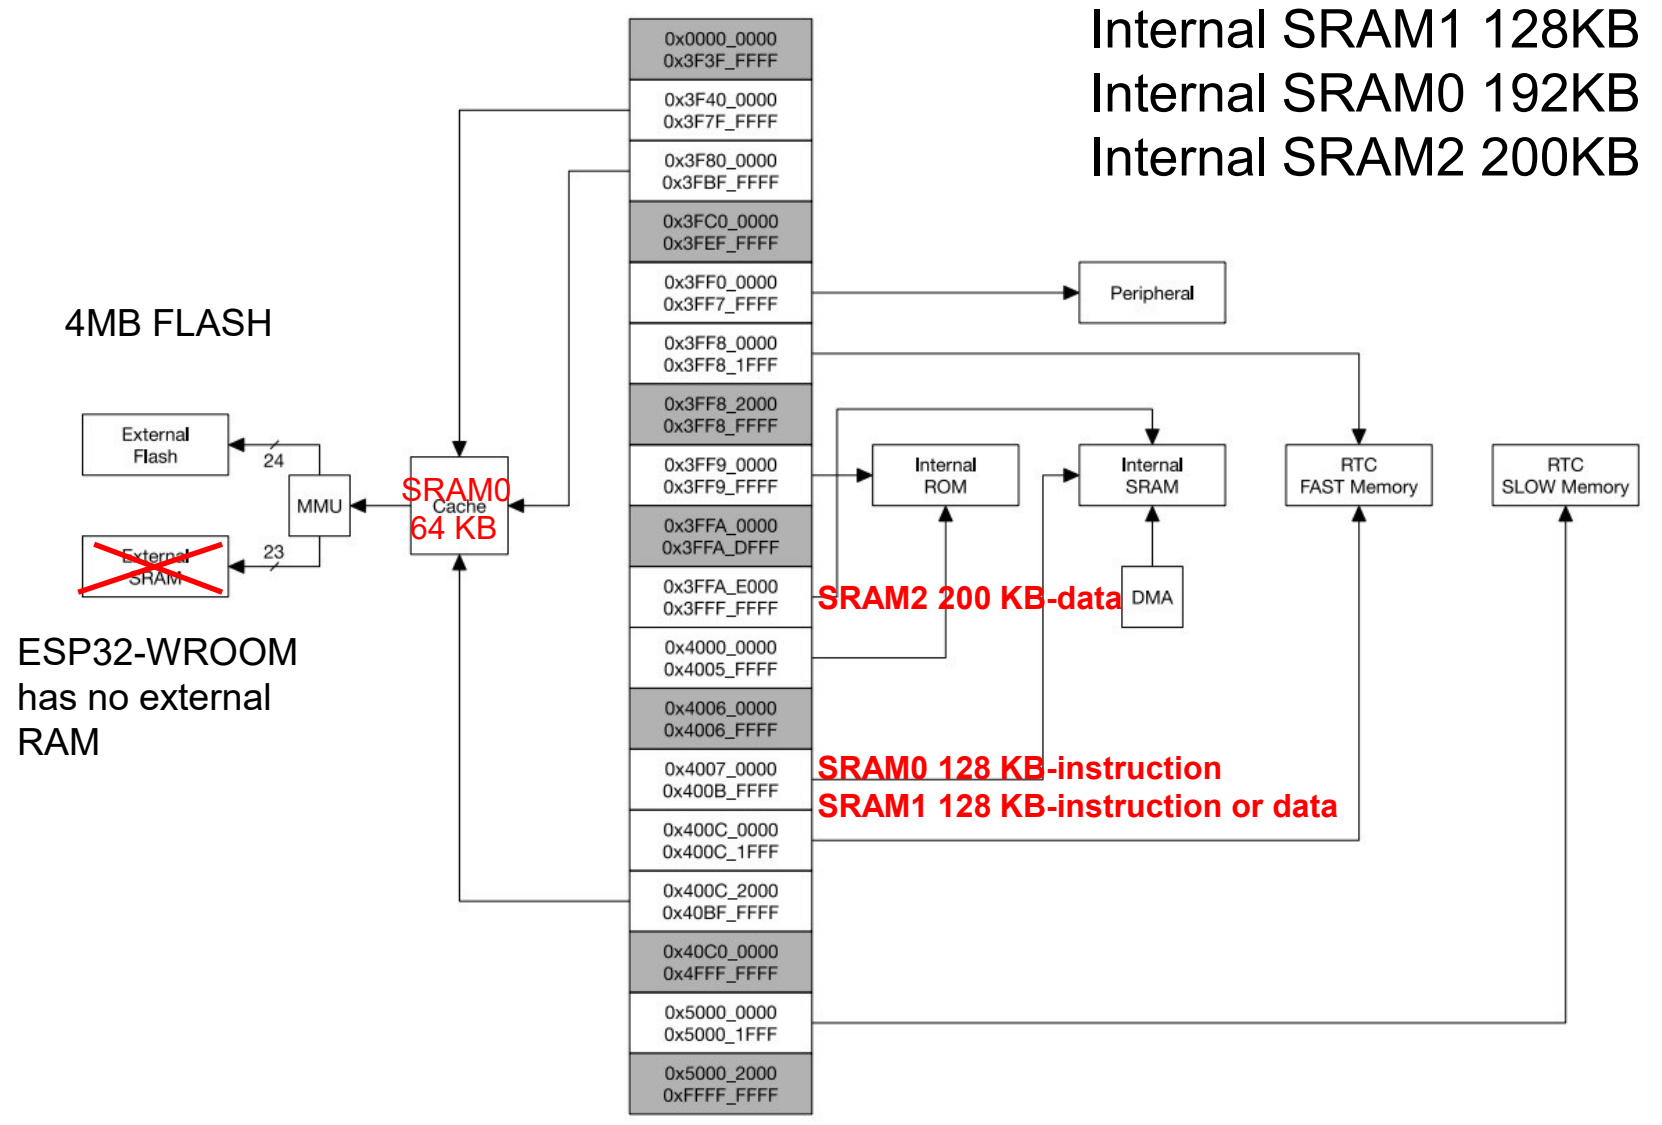 Internal SRAM1 128KB
Internal SRAM0 192KB
Internal SRAM2 200KB
0x0000_0000
0x3F3F_FFFF
0x3F40_0000
0x3F7F_FFFF
0x3F80_0000
0x3FBF_FFFF
0x3FC0_0000
0x3FEF_FFFF
0x3FF0_0000
0x3FF7_FFFF
0x3FF8_0000
0x3FF8_1FFF
0x3FF8_2000
0x3FF8_FFFF
0x3FF9_0000
0x3FF9_FFFF
0x3FFA_0000
0x3FFA_DFFF
0x3FFA_E000
0x3FFF_FFFF
0x4000_0000
0x4005_FFFF
0x4006_0000
0x4006_FFFF
0x4007_0000
0x400B_FFFF
0x400C_0000
0x400C_1FFF
0x400C_2000
0x40BF_FFFF
0x40C0_0000
0x4FFF_FFFF
0x5000_0000
0x5000_1FFF
0x5000_2000
0xFFFF_FFFF
4MB FLASH
External
Flash
24
MMU
SRAM0
Cache
64 KB
External
SRAM
23
ESP32-WROOM
has no external
RAM
Peripheral
Internal
ROM
Internal
SRAM
RTC
FAST Memory
RTC
SLOW Memory
SRAM2 200 KB-data
DMA
SRAM0 128 KB-instruction
SRAM1 128 KB-instruction or data